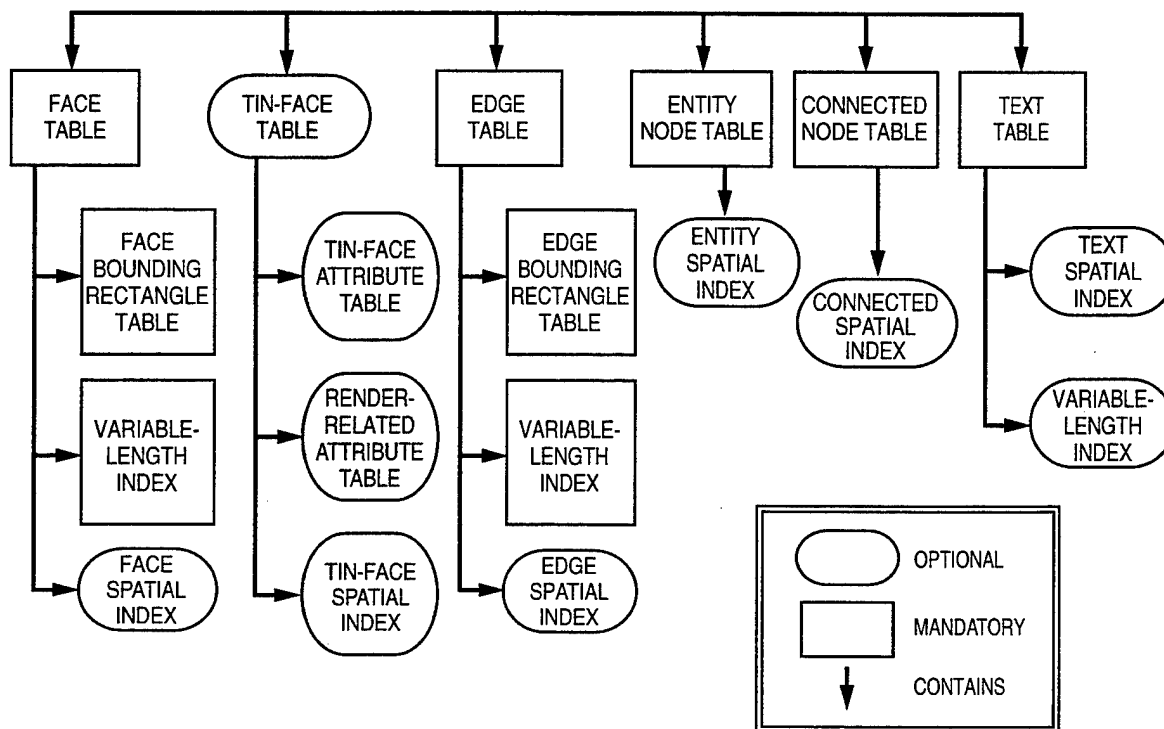 FACE
TABLE
TIN-FACE
TABLE
EDGE
TABLE
ENTITY
NODE TABLE
CONNECTED
NODE TABLE
TEXT
TABLE
FACE
BOUNDING
RECTANGLE
TABLE
VARIABLE-
LENGTH
INDEX
FACE
SPATIAL
INDEX
TIN-FACE
ATTRIBUTE
TABLE
RENDER-
RELATED
ATTRIBUTE
TABLE
TIN-FACE
SPATIAL
INDEX
EDGE
BOUNDING
RECTANGLE
TABLE
VARIABLE-
LENGTH
INDEX
EDGE
SPATIAL
INDEX
ENTITY
SPATIAL
INDEX
CONNECTED
SPATIAL
INDEX
TEXT
SPATIAL
INDEX
VARIABLE-
LENGTH
INDEX
OPTIONAL
MANDATORY
CONTAINS